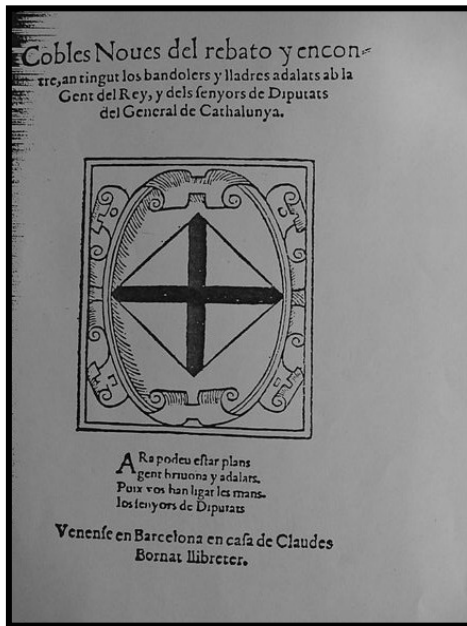 Cobles Noues del rebato y encon-
tre, an tingut los bandolers y lladres adalats ab la
Gent del Rey, y dels ſenyors de Diputats
del General de Cathalunya.
ARa podeu eſtar plans
gent briuona y adalats.
Puix vos han ligat les mans.
los ſenyors de Diputats
Venenſe en Barcelona en caſa de Claudes
Bornat llibreter.